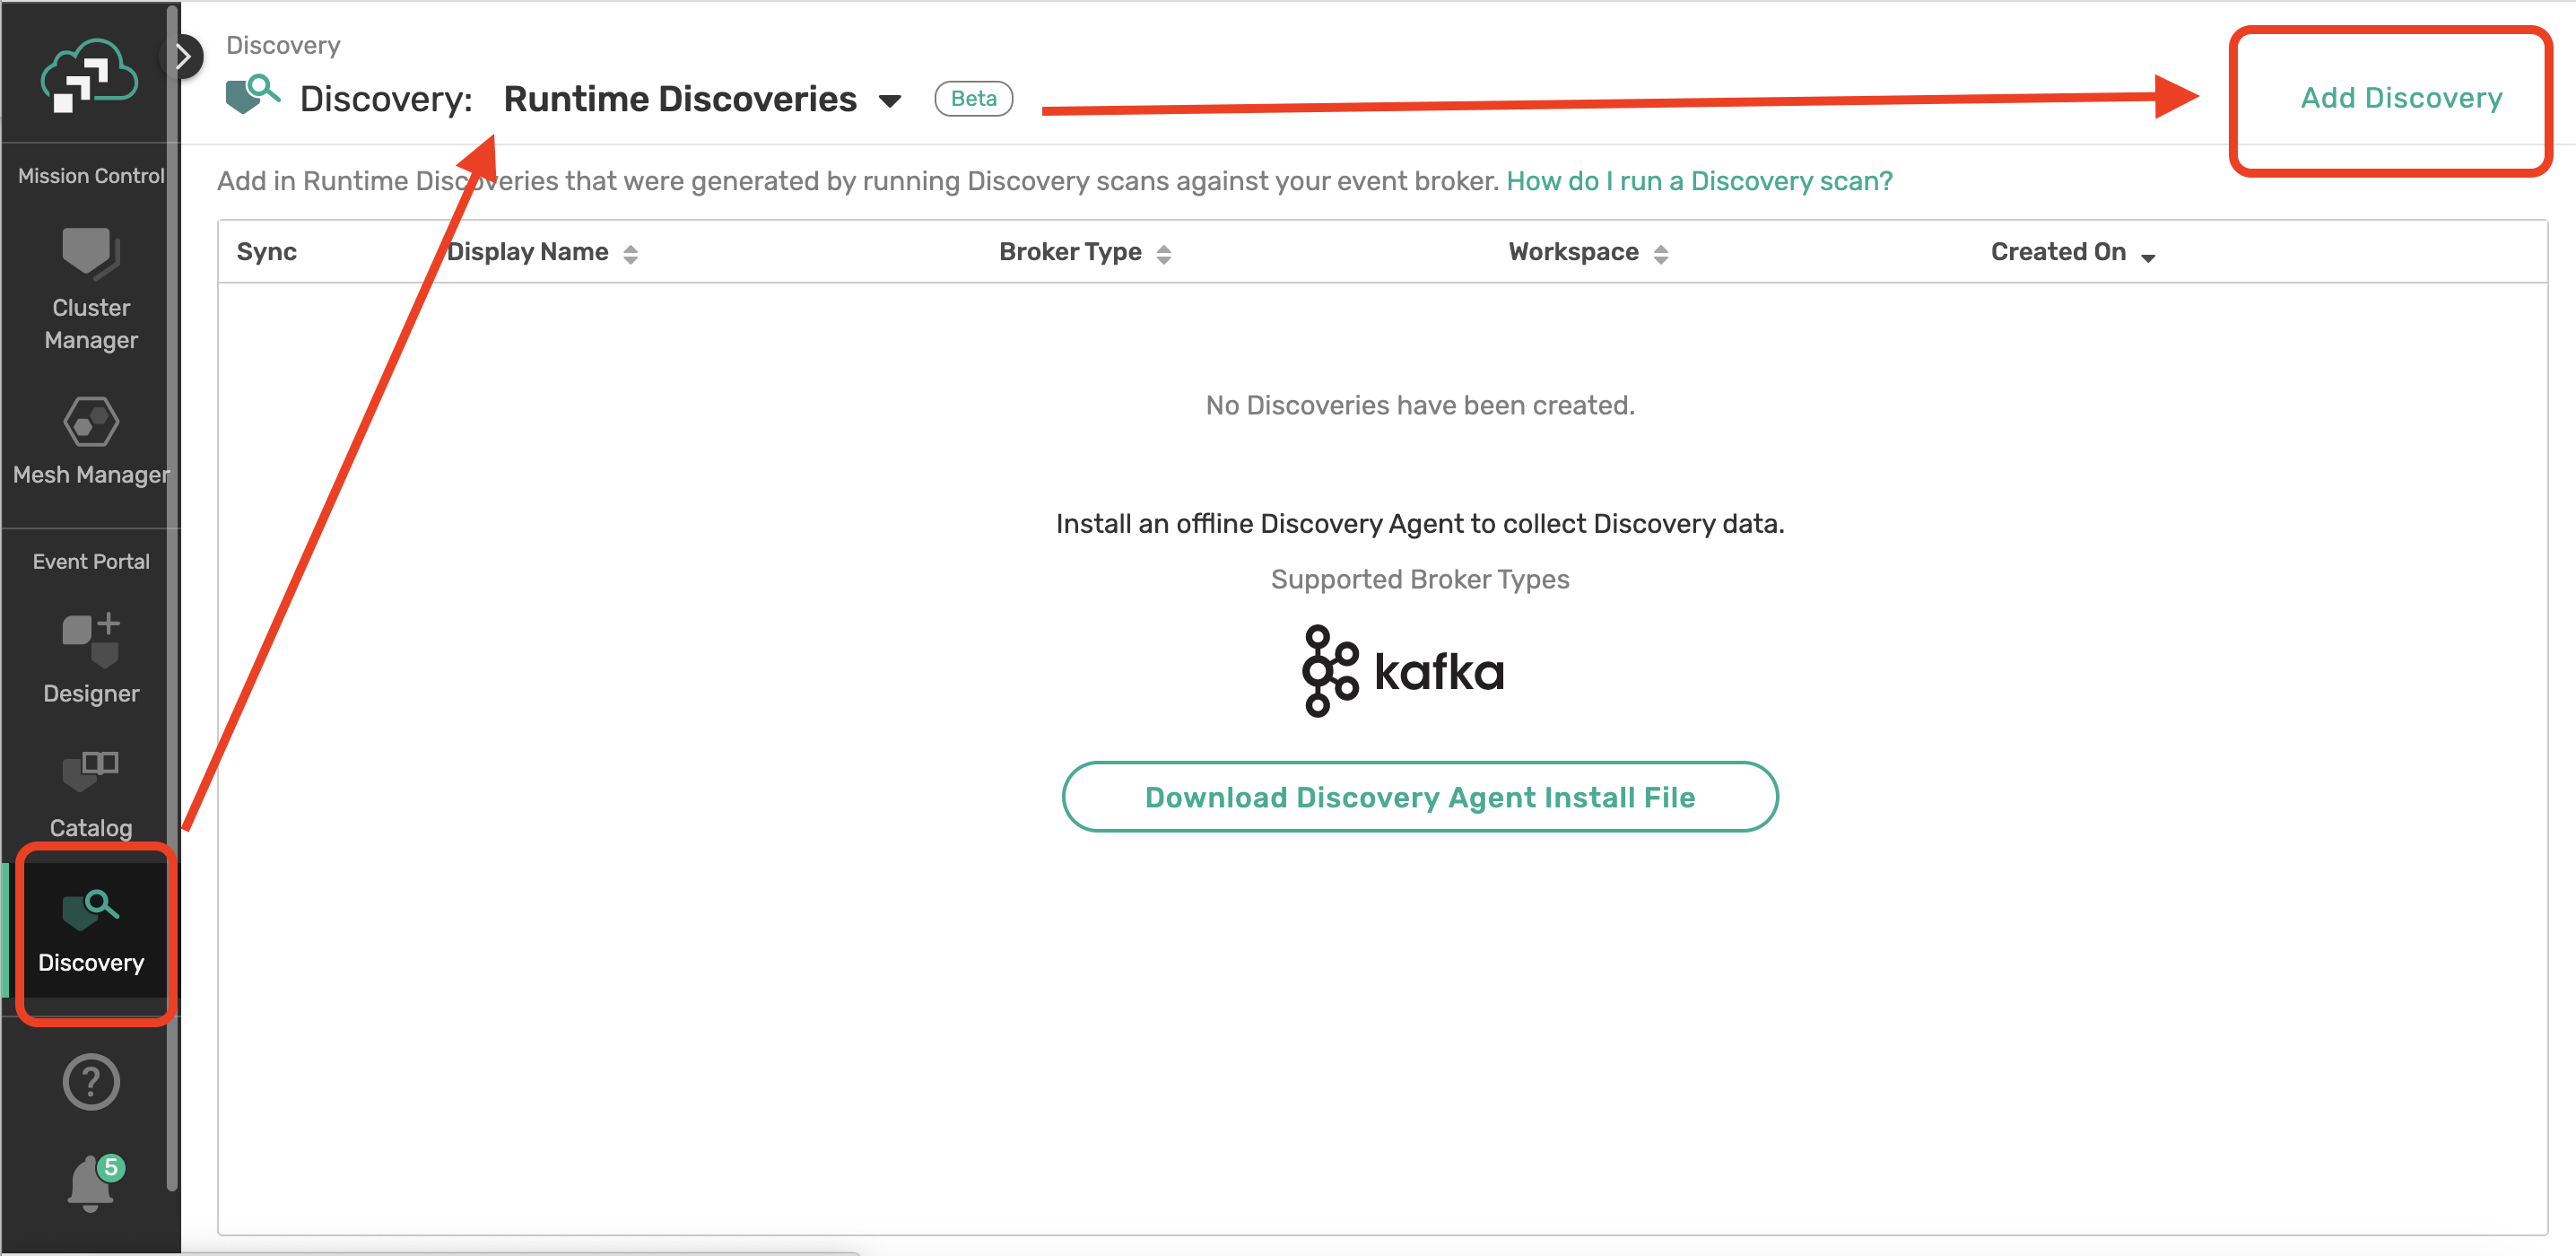 Mission Control
Cluster
Manager
Mesh Manager
Event Portal
Designer
Catalog
Discovery
5
Discovery
Discovery: Runtime Discoveries Beta
Add Discovery
Add in Runtime Discoveries that were generated by running Discovery scans against your event broker. How do I run a Discovery scan?
Sync Display Name Broker Type Workspace Created On
No Discoveries have been created.
Install an offline Discovery Agent to collect Discovery data.
Supported Broker Types
kafka
Download Discovery Agent Install File